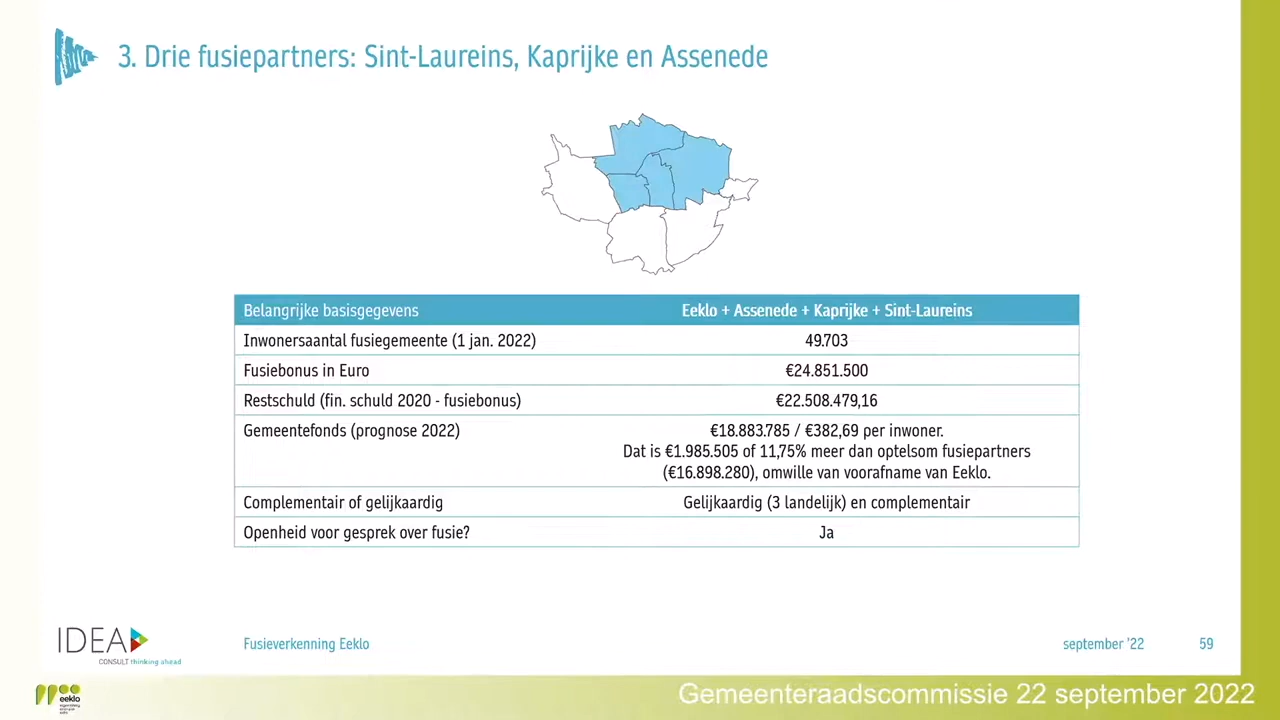 3. Drie fusiepartners: Sint-Laureins, Kaprijke en Assenede
Belangrijke basisgegevens
Eeklo + Assenede + Kaprijke + Sint-Laureins
Inwonersaantal fusiegemeente (1 jan. 2022)
49.703
Fusiebonus in Euro
€24.851.500
Restschuld (fin. schuld 2020 - fusiebonus)
€22.508.479,16
Gemeentefonds (prognose 2022)
€18.883.785 / €382,69 per inwoner.
Dat is €1.985.505 of 11,75% meer dan optelsom fusiepartners
(€16.898.280), omwille van voorafname van Eeklo.
Complementair of gelijkaardig
Gelijkaardig (3 landelijk) en complementair
Openheid voor gesprek over fusie?
Ja
IDEA
CONSULT thinking ahead
Fusieverkenning Eeklo
september '22
59
eeklo
Gemeenteraadscommissie 22 september 2022